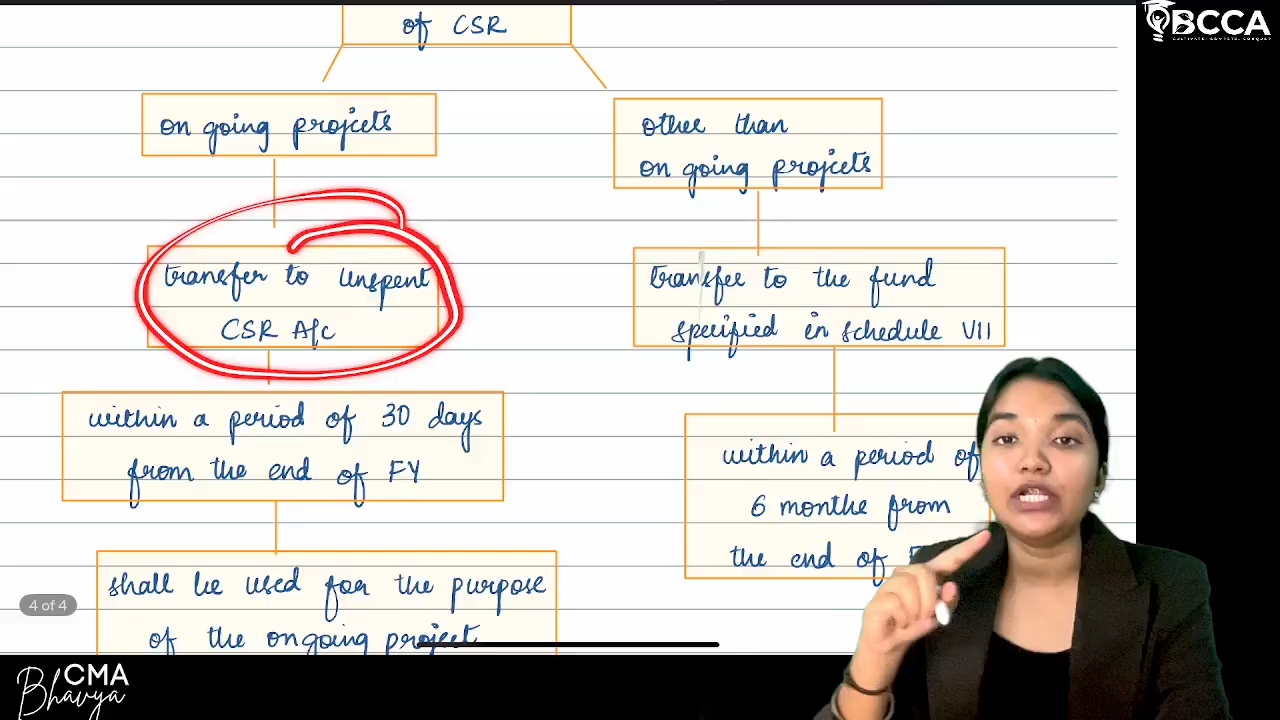 of CSR
BCCA
on going projects
other than
on going projects
transfer to Unspent
CSR A/c
transfer to the fund
specified in schedule VII
within a period of 30 days
from the end of FY
within a period of
6 months from
the end of
shall be used for the purpose
of the ongoing project
4 of 4
CMA
Bhavya